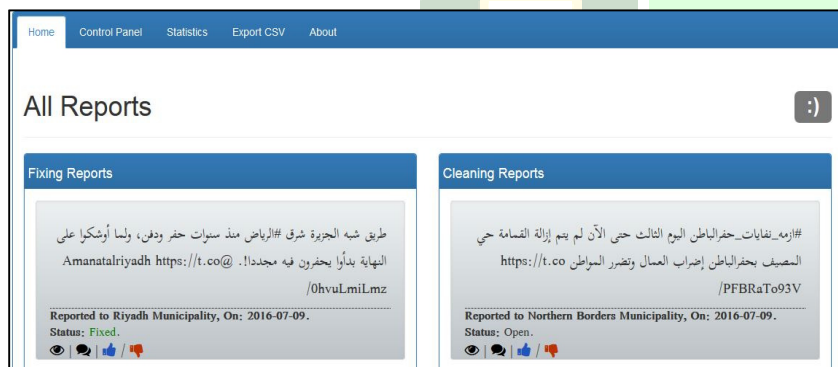 Home Control Panel Statistics Export CSV About
All Reports
:)
Fixing Reports
طريق شبه الجزيرة شرق #الرياض منذ سنوات حفر ودفن، ولما أوشكوا على
النهاية بدأوا يحفرون فيه مجددا!. @Amanatalriyadh https://t.co
/0hvuLmiLmz
Reported to Riyadh Municipality, On: 2016-07-09.
Status: Fixed.
| | /
Cleaning Reports
#ازمه_نفايات_حفرالباطن اليوم الثالث حتى الآن لم يتم إزالة القمامة حي
المصيف بحفرالباطن إضراب العمال وتضرر المواطن https://t.co
/PFBRaTo93V
Reported to Northern Borders Municipality, On: 2016-07-09.
Status: Open.
| | /